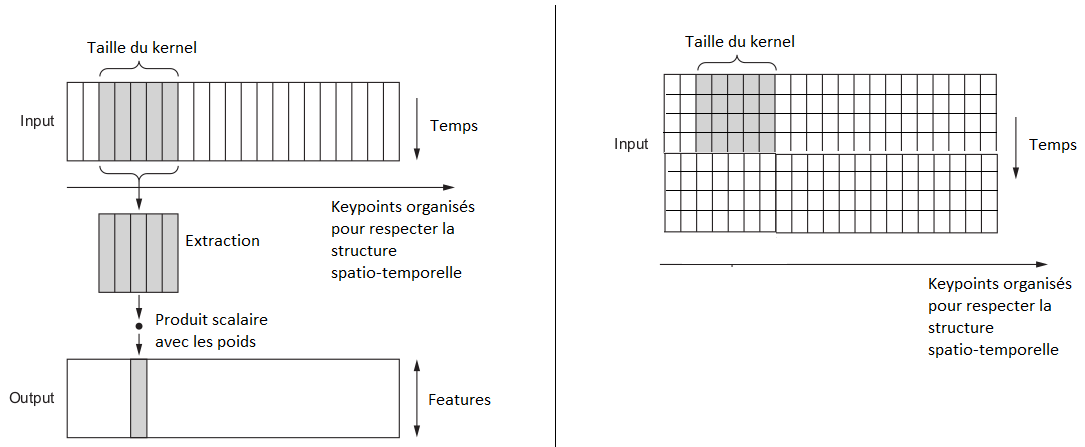 Taille du kernel
Input
Temps
Keypoints organisés
pour respecter la
structure
spatio-temporelle
Extraction
Produit scalaire
avec les poids
Output
Features
Taille du kernel
Input
Temps
Keypoints organisés
pour respecter la
structure
spatio-temporelle